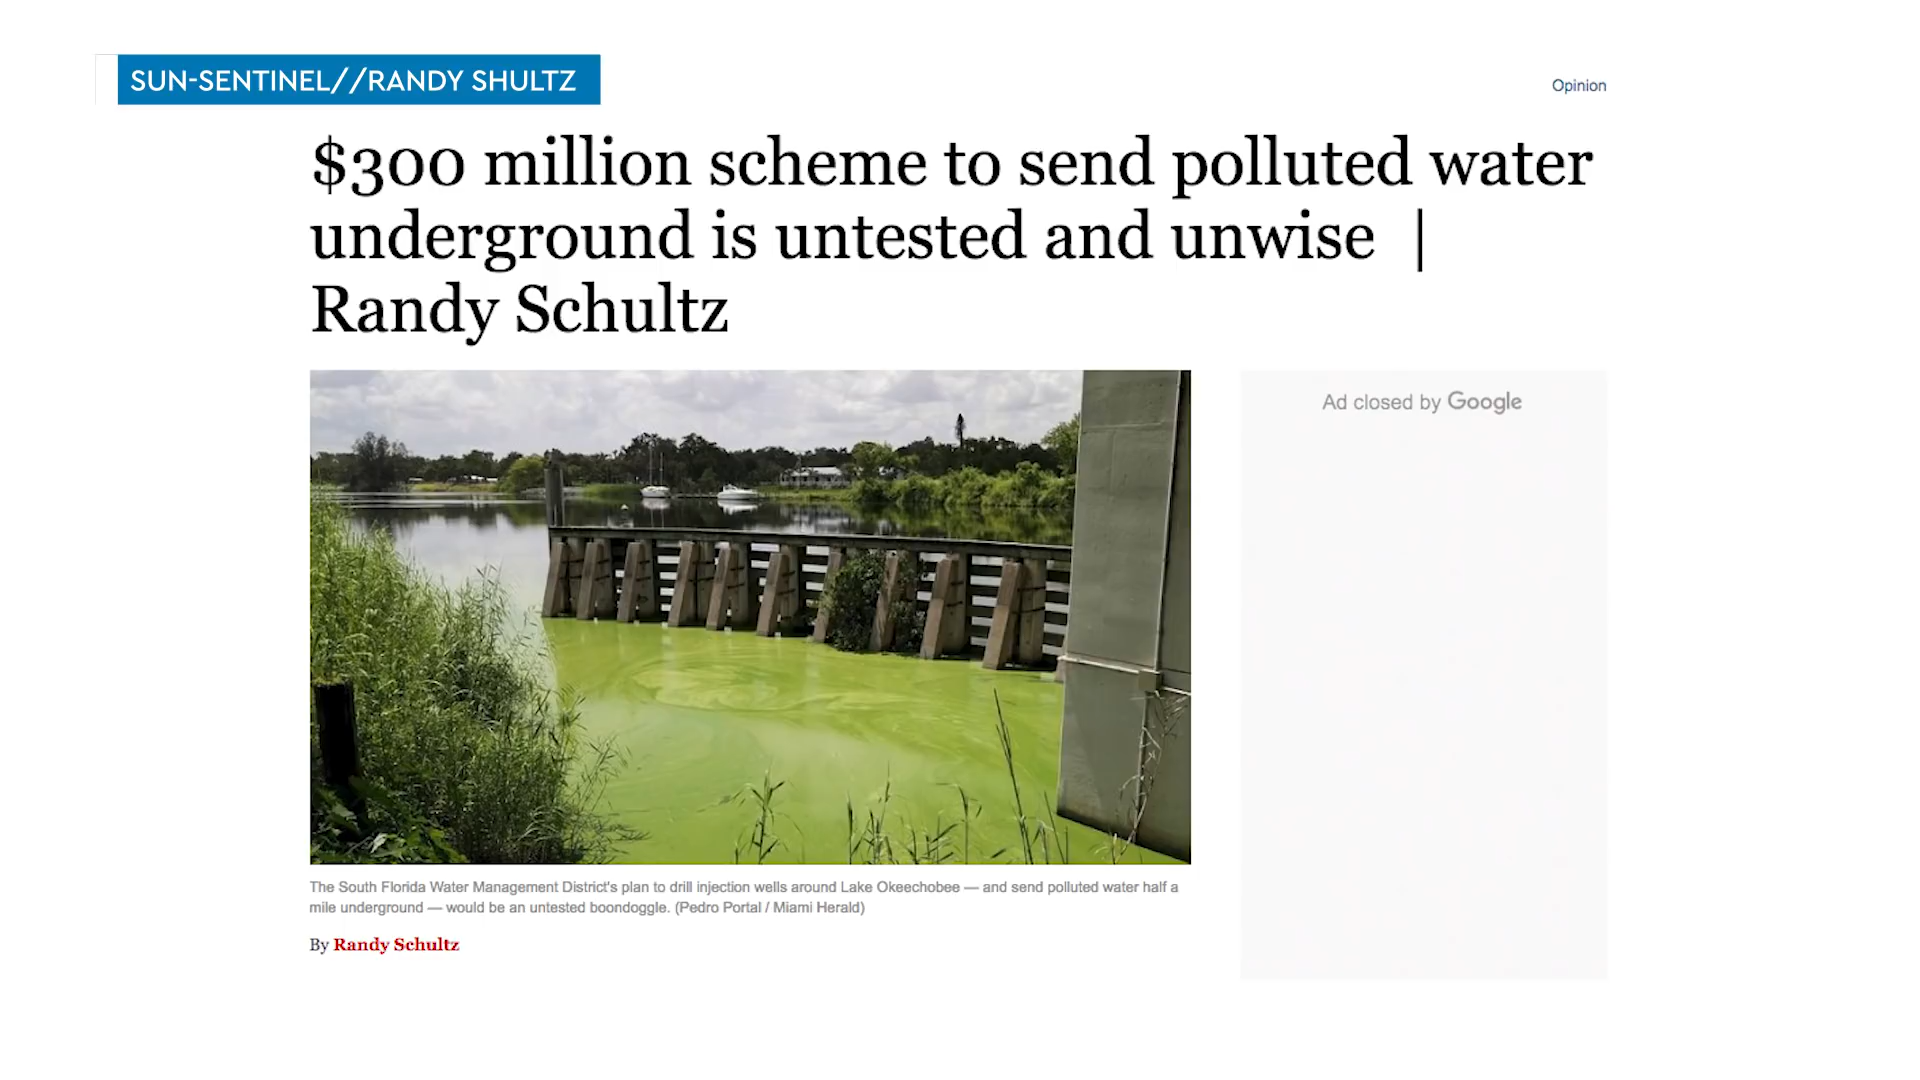 SUN-SENTINEL//RANDY SHULTZ
Opinion
$300 million scheme to send polluted water
underground is untested and unwise |
Randy Schultz
Ad closed by Google
The South Florida Water Management District's plan to drill injection wells around Lake Okeechobee — and send polluted water half a
mile underground — would be an untested boondoggle. (Pedro Portal / Miami Herald)
By Randy Schultz